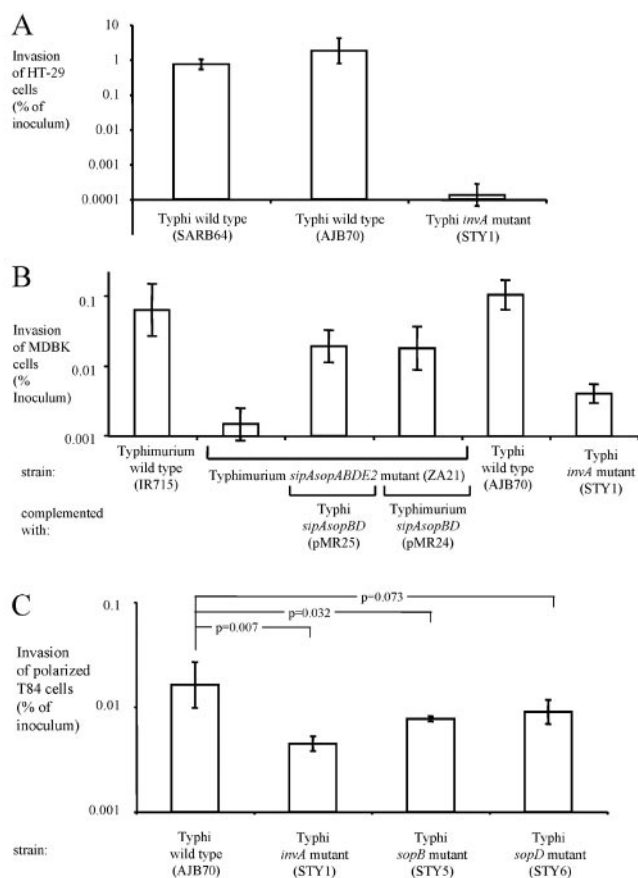 A
Invasion
of HT-29
cells
(% of
inoculum)
10
1
0.1
0.01
0.001
0.0001
Typhi wild type
(SARB64)
Typhi wild type
(AJB70)
Typhi invA mutant
(STY1)
B
Invasion
of MDBK
cells
(%
Inoculum)
0.1
0.01
0.001
strain:
Typhimurium
wild type
(IR715)
Typhimurium sipAsopABDE2 mutant (ZA21)
Typhi
wild type
(AJB70)
Typhi
invA mutant
(STY1)
complemented
with:
Typhi
sipAsopBD
(pMR25)
Typhimurium
sipAsopBD
(pMR24)
C
Invasion
of polarized
T84 cells
(% of
inoculum)
0.1
0.01
0.001
p=0.073
p=0.032
p=0.007
strain:
Typhi
wild type
(AJB70)
Typhi
invA mutant
(STY1)
Typhi
sopB mutant
(STY5)
Typhi
sopD mutant
(STY6)